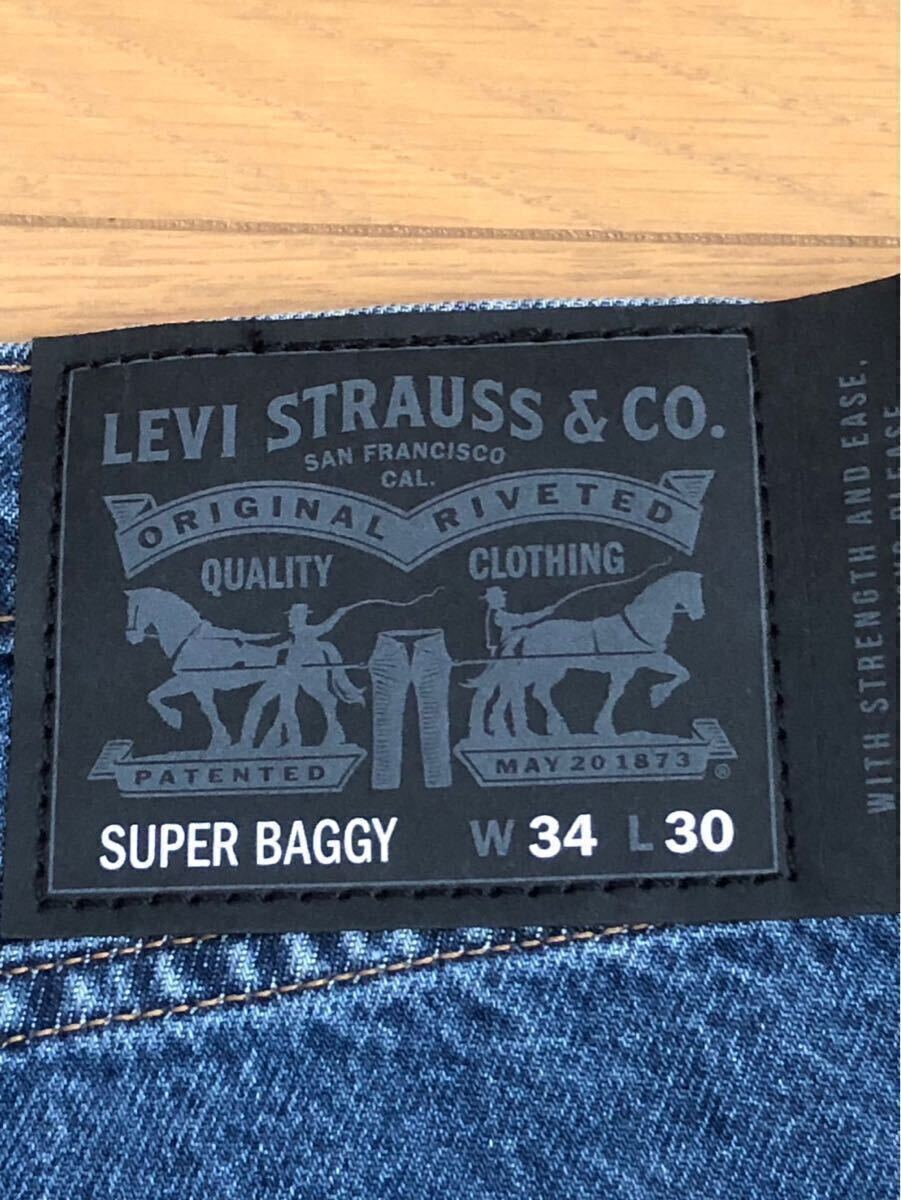 LEVI STRAUSS & CO.
SAN FRANCISCO
CAL.
ORIGINAL RIVETED
QUALITY CLOTHING
PATENTED MAY 20 1873 ®
SUPER BAGGY W 34 L 30
WITH STRENGTH AND EASE.
PLEASE